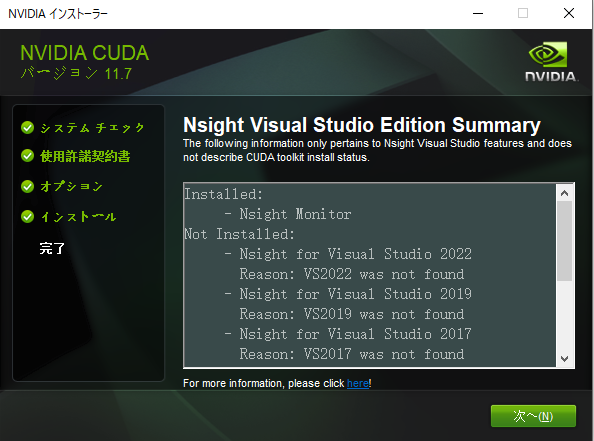 NVIDIA インストーラー
NVIDIA CUDA
バージョン 11.7
NVIDIA.
システム チェック
使用許諾契約書
オプション
インストール
完了
Nsight Visual Studio Edition Summary
The following information only pertains to Nsight Visual Studio features and does
not describe CUDA toolkit install status.
Installed:
- Nsight Monitor
Not Installed:
- Nsight for Visual Studio 2022
Reason: VS2022 was not found
- Nsight for Visual Studio 2019
Reason: VS2019 was not found
- Nsight for Visual Studio 2017
Reason: VS2017 was not found
For more information, please click here!
次へ(N)